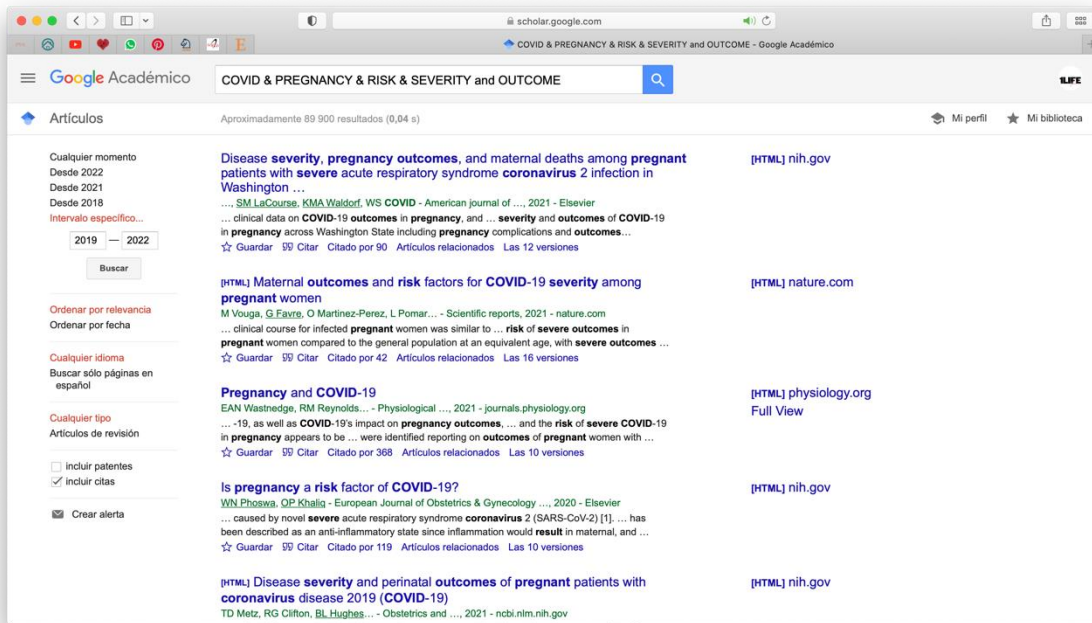 scholar.google.com
E
COVID & PREGNANCY & RISK & SEVERITY and OUTCOME - Google Académico
Google Académico
COVID & PREGNANCY & RISK & SEVERITY and OUTCOME
1LIFE
Artículos
Aproximadamente 89 900 resultados (0,04 s)
Mi perfil
Mi biblioteca
Cualquier momento
Desde 2022
Desde 2021
Desde 2018
Intervalo específico...
2019 — 2022
Buscar
Ordenar por relevancia
Ordenar por fecha
Cualquier idioma
Buscar sólo páginas en
español
Cualquier tipo
Artículos de revisión
incluir patentes
incluir citas
Crear alerta
Disease severity, pregnancy outcomes, and maternal deaths among pregnant
patients with severe acute respiratory syndrome coronavirus 2 infection in
Washington …
…, SM LaCourse, KMA Waldorf, WS COVID - American journal of …, 2021 - Elsevier
… clinical data on COVID-19 outcomes in pregnancy, and … severity and outcomes of COVID-19
in pregnancy across Washington State including pregnancy complications and outcomes…
Guardar Citar Citado por 90 Artículos relacionados Las 12 versiones
[HTML] nih.gov
[HTML] Maternal outcomes and risk factors for COVID-19 severity among
pregnant women
M Vouga, G Favre, O Martinez-Perez, L Pomar… - Scientific reports, 2021 - nature.com
… clinical course for infected pregnant women was similar to … risk of severe outcomes in
pregnant women compared to the general population at an equivalent age, with severe outcomes …
Guardar Citar Citado por 42 Artículos relacionados Las 16 versiones
[HTML] nature.com
Pregnancy and COVID-19
EAN Wastnedge, RM Reynolds… - Physiological …, 2021 - journals.physiology.org
… -19, as well as COVID-19's impact on pregnancy outcomes, … and the risk of severe COVID-19
in pregnancy appears to be … were identified reporting on outcomes of pregnant women with …
Guardar Citar Citado por 368 Artículos relacionados Las 10 versiones
[HTML] physiology.org
Full View
Is pregnancy a risk factor of COVID-19?
WN Phoswa, OP Khaliq - European Journal of Obstetrics & Gynecology …, 2020 - Elsevier
… caused by novel severe acute respiratory syndrome coronavirus 2 (SARS-CoV-2) [1]. … has
been described as an anti-inflammatory state since inflammation would result in maternal, and …
Guardar Citar Citado por 119 Artículos relacionados Las 10 versiones
[HTML] nih.gov
[HTML] Disease severity and perinatal outcomes of pregnant patients with
coronavirus disease 2019 (COVID-19)
TD Metz, RG Clifton, BL Hughes… - Obstetrics and …, 2021 - ncbi.nlm.nih.gov
[HTML] nih.gov